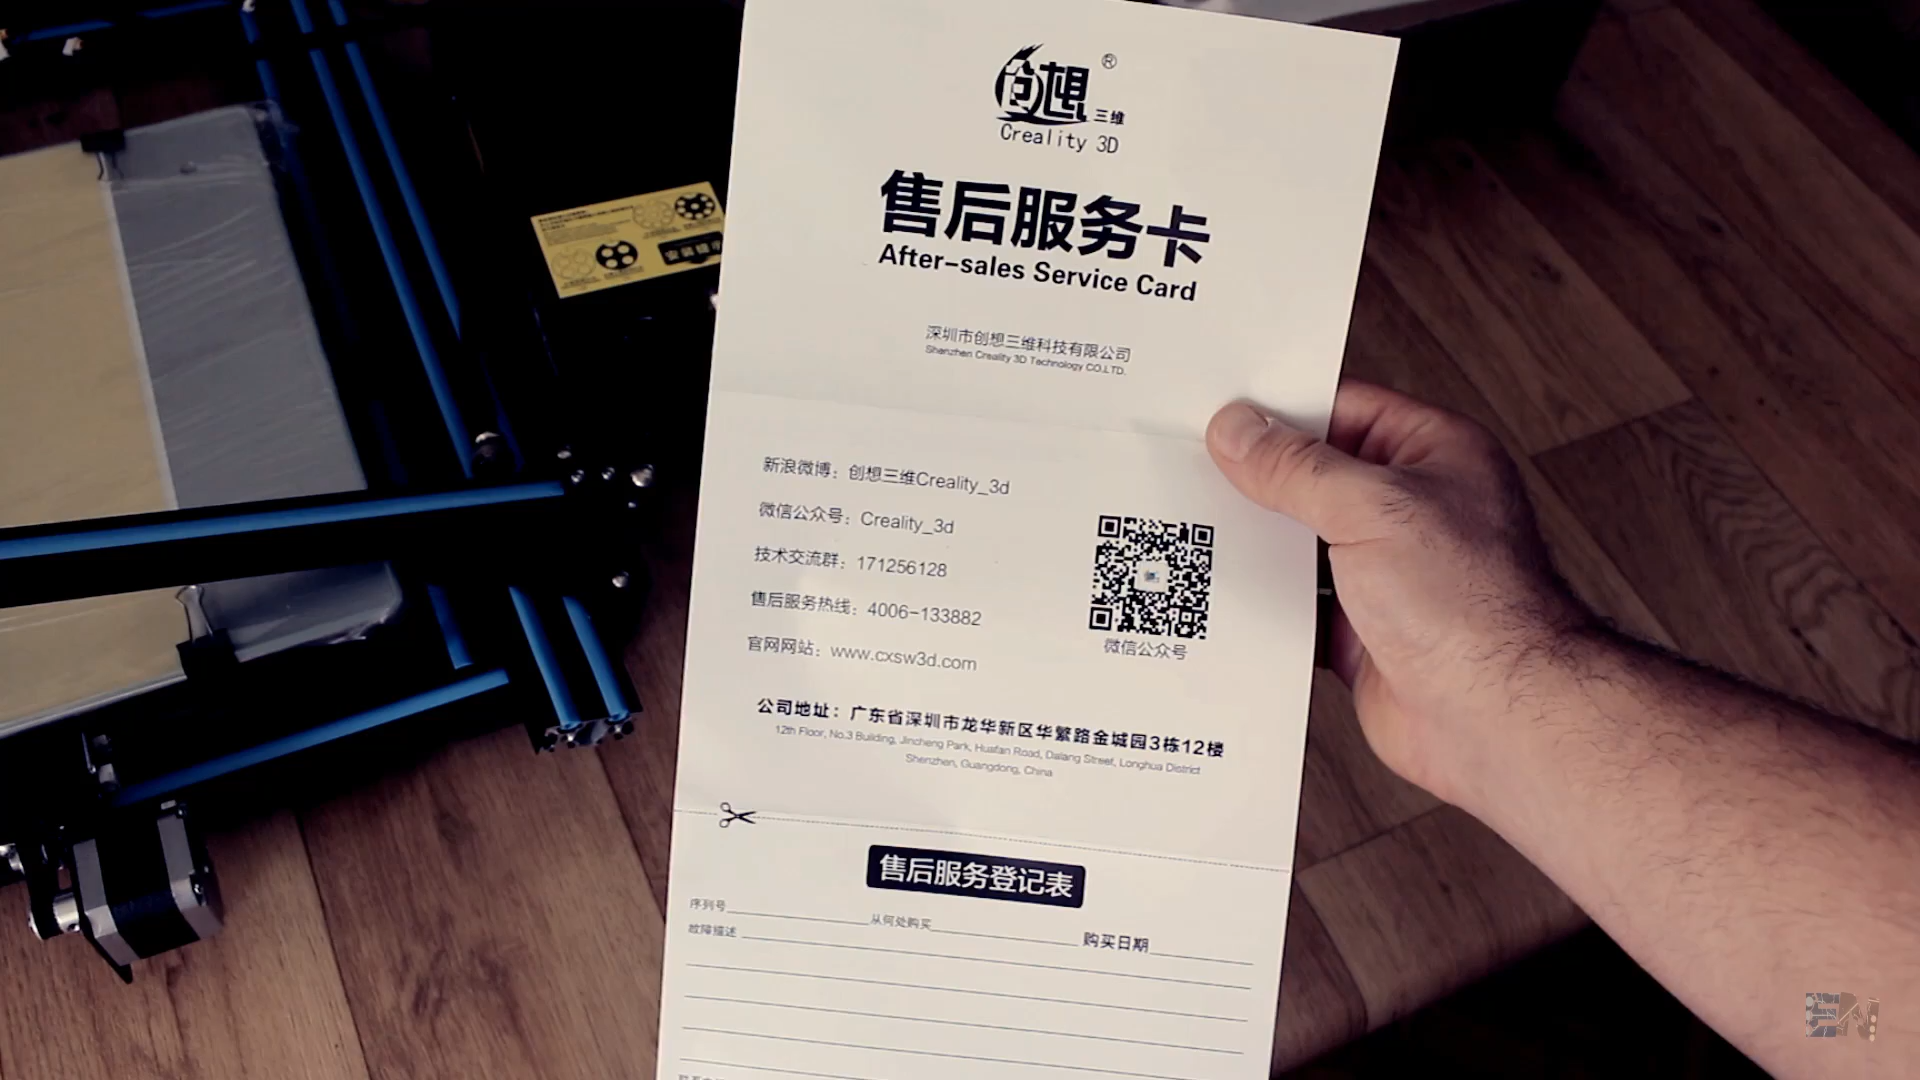 创想三维
®
Creality 3D
售后服务卡
After-sales Service Card
深圳市创想三维科技有限公司
Shenzhen Creality 3D Technology CO.LTD.
新浪微博：创想三维Creality_3d
微信公众号：Creality_3d
技术交流群：171256128
售后服务热线：4006-133882
官网网站：www.cxsw3d.com
微信公众号
公司地址：广东省深圳市龙华新区华繁路金城园3栋12楼
12th Floor, No.3 Building, Jincheng Park, Huafan Road, Dalang Street, Longhua District
Shenzhen, Guangdong, China
售后服务登记表
序列号 从何处购买 购买日期
故障描述